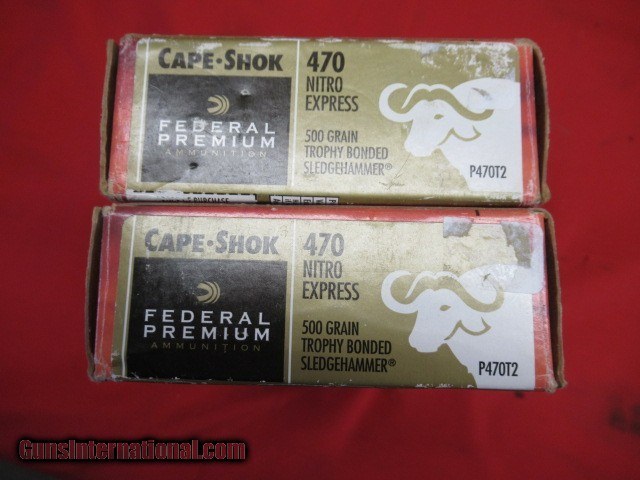 CAPE·SHOK
FEDERAL
PREMIUM
AMMUNITION
470
NITRO
EXPRESS
500 GRAIN
TROPHY BONDED
SLEDGEHAMMER®
P470T2
PURCHASE
CAPE·SHOK
FEDERAL
PREMIUM
AMMUNITION
470
NITRO
EXPRESS
500 GRAIN
TROPHY BONDED
SLEDGEHAMMER®
P470T2
GunsInternational.com